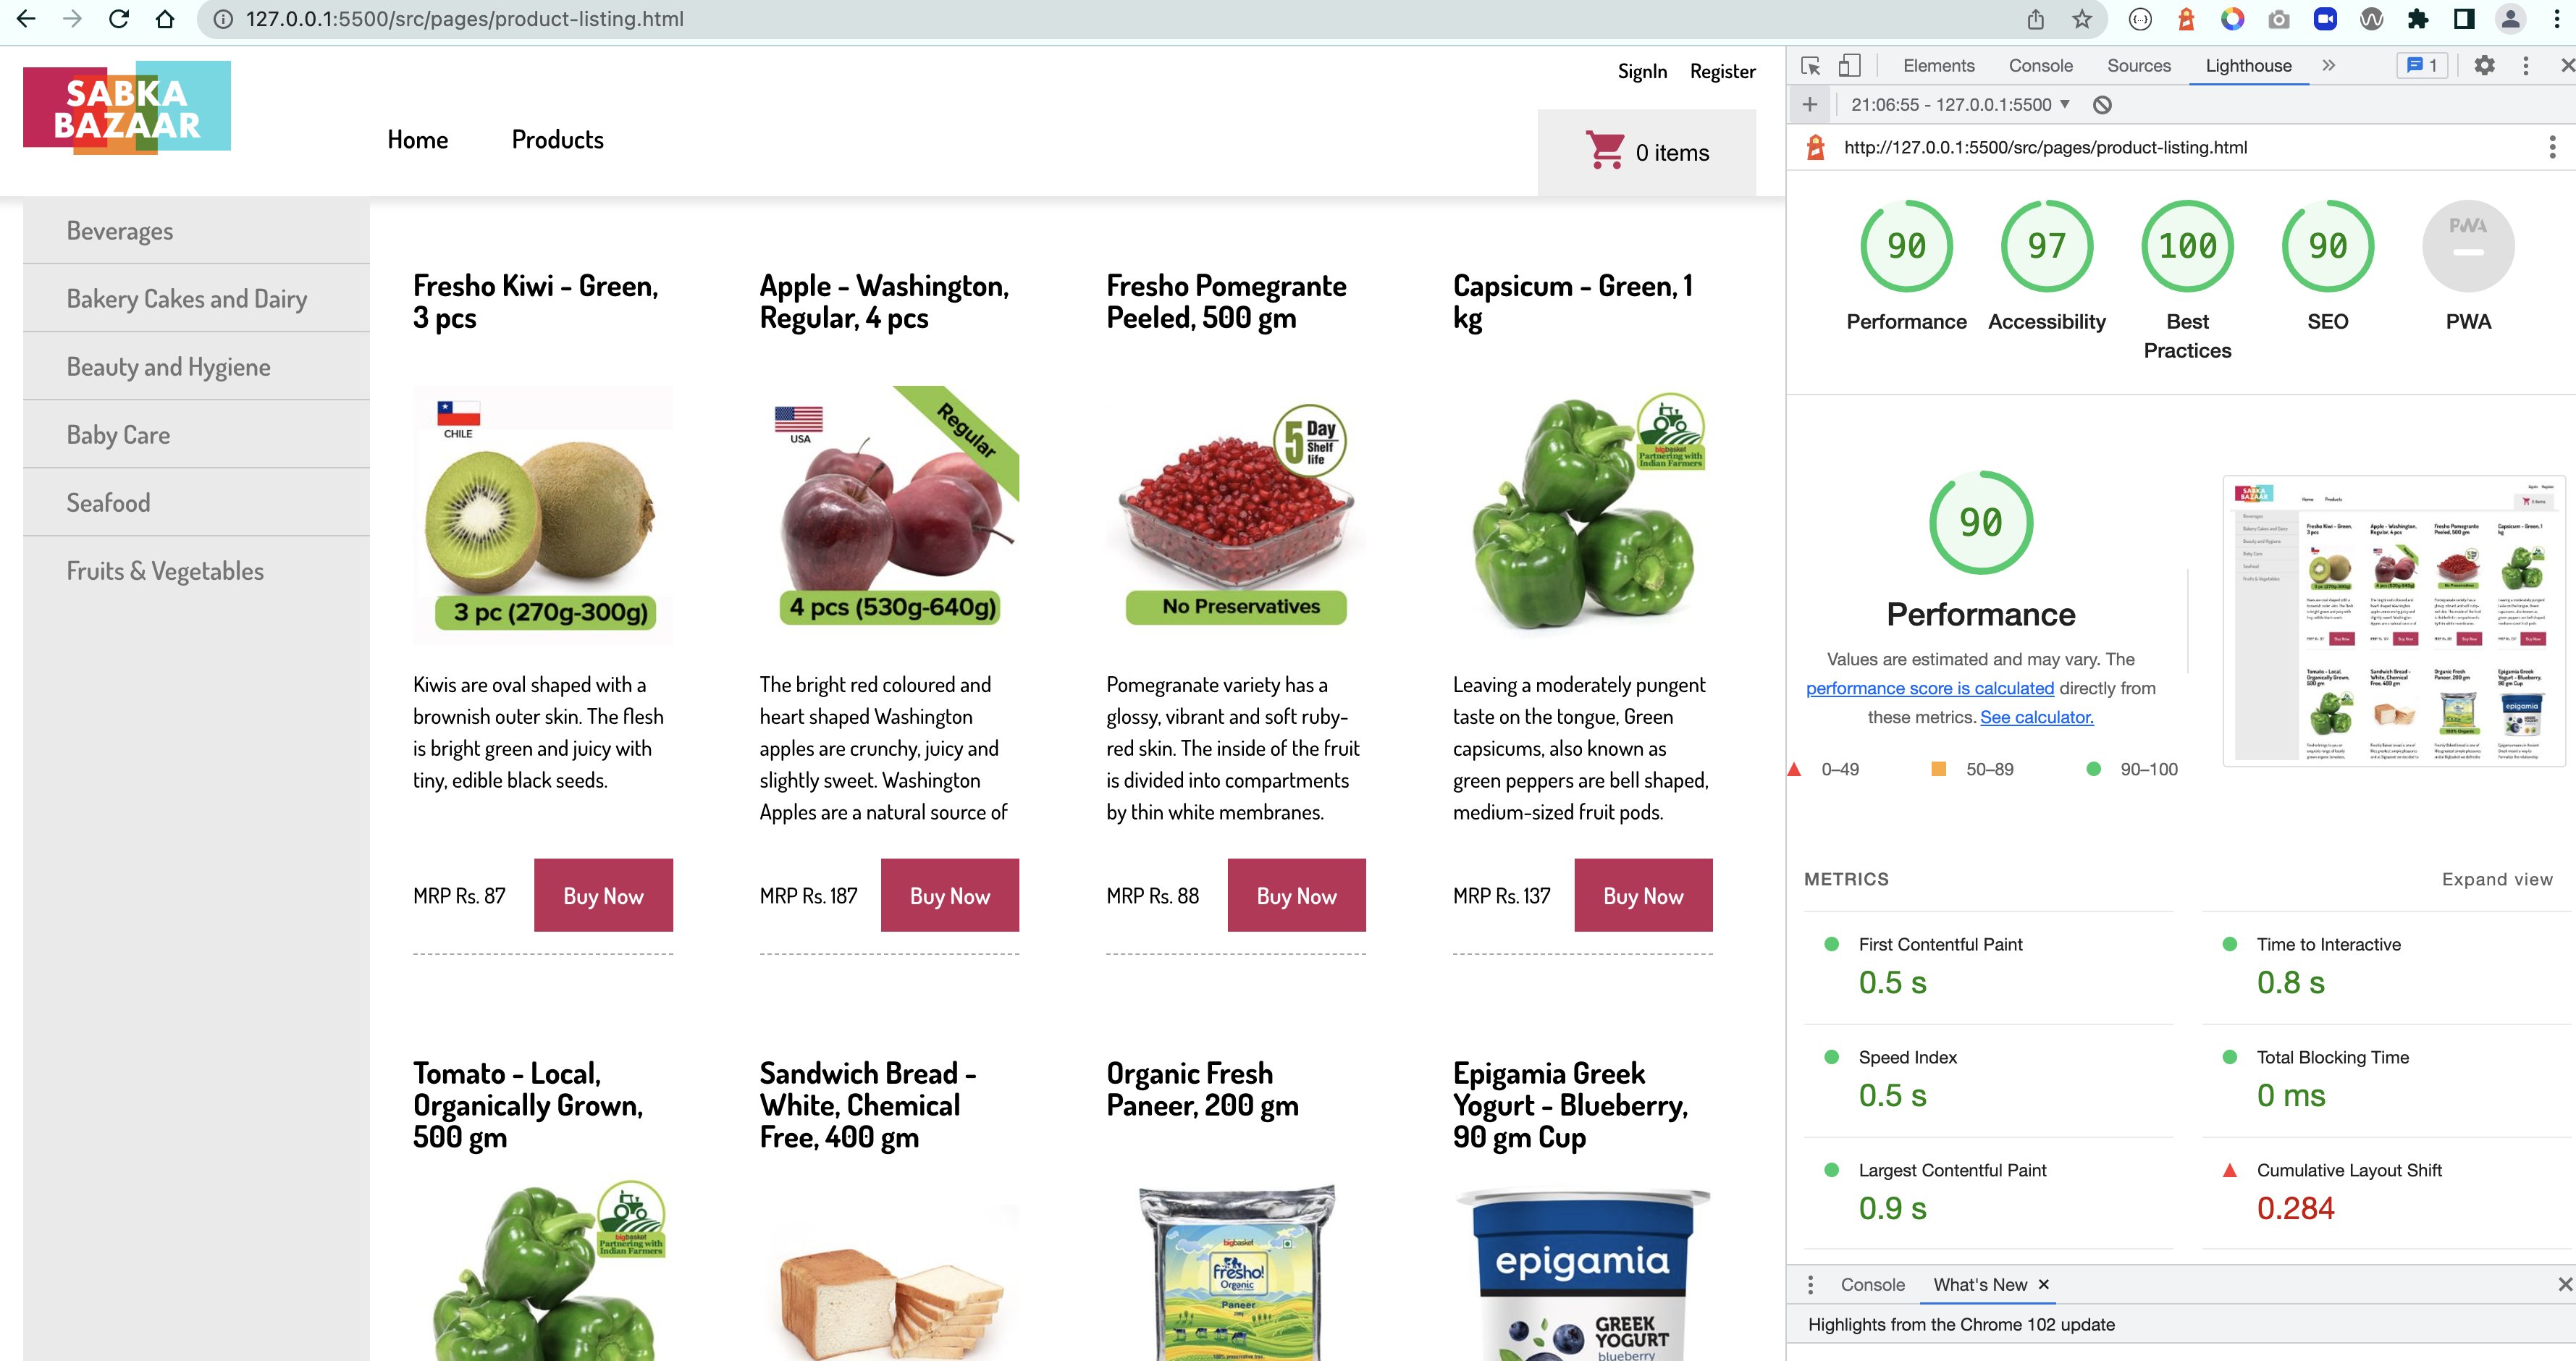 127.0.0.1:5500/src/pages/product-listing.html
SABKA
BAZAAR
Home
Products
SignIn
Register
0 items
Beverages
Bakery Cakes and Dairy
Beauty and Hygiene
Baby Care
Seafood
Fruits & Vegetables
Fresho Kiwi - Green,
3 pcs
CHILE
3 pc (270g-300g)
Kiwis are oval shaped with a
brownish outer skin. The flesh
is bright green and juicy with
tiny, edible black seeds.
MRP Rs. 87
Buy Now
Apple - Washington,
Regular, 4 pcs
USA
Regular
4 pcs (530g-640g)
The bright red coloured and
heart shaped Washington
apples are crunchy, juicy and
slightly sweet. Washington
Apples are a natural source of
MRP Rs. 187
Buy Now
Fresho Pomegrante
Peeled, 500 gm
5 Day
Shelf
life
No Preservatives
Pomegranate variety has a
glossy, vibrant and soft ruby-
red skin. The inside of the fruit
is divided into compartments
by thin white membranes.
MRP Rs. 88
Buy Now
Capsicum - Green, 1
kg
bigbasket
Partnering with
Indian Farmers
Leaving a moderately pungent
taste on the tongue, Green
capsicums, also known as
green peppers are bell shaped,
medium-sized fruit pods.
MRP Rs. 137
Buy Now
Tomato - Local,
Organically Grown,
500 gm
bigbasket
Partnering with
Indian Farmers
Sandwich Bread -
White, Chemical
Free, 400 gm
Organic Fresh
Paneer, 200 gm
bigbasket
fresho!
Organic
Paneer
Epigamia Greek
Yogurt - Blueberry,
90 gm Cup
epigamia
GREEK
YOGURT
blueberry
Elements
Console
Sources
Lighthouse
1
21:06:55 - 127.0.0.1:5500
http://127.0.0.1:5500/src/pages/product-listing.html
90
97
100
90
PWA
Performance
Accessibility
Best
Practices
SEO
PWA
90
Performance
Values are estimated and may vary. The
performance score is calculated directly from
these metrics. See calculator.
0–49
50–89
90–100
METRICS
Expand view
First Contentful Paint
0.5 s
Time to Interactive
0.8 s
Speed Index
0.5 s
Total Blocking Time
0 ms
Largest Contentful Paint
0.9 s
Cumulative Layout Shift
0.284
Console
What's New
Highlights from the Chrome 102 update